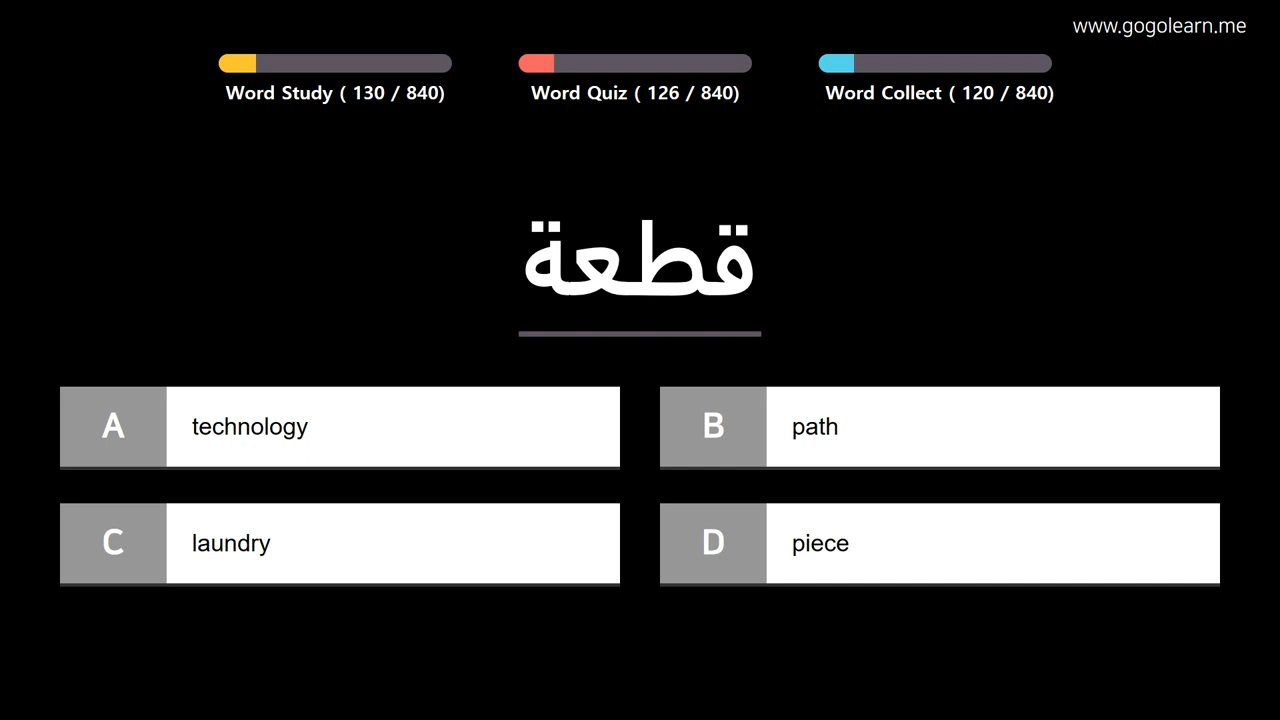 www.gogolearn.me
Word Study ( 130 / 840)
Word Quiz ( 126 / 840)
Word Collect ( 120 / 840)
قطعة
A technology
B path
C laundry
D piece